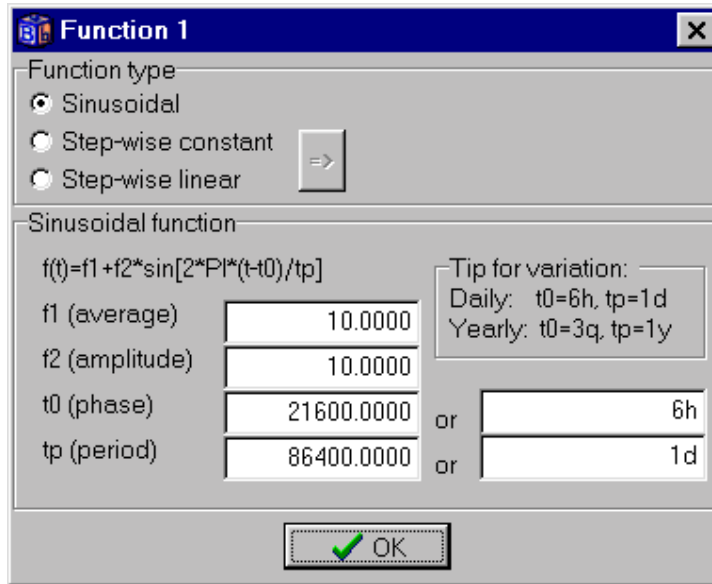 Function 1
Function type
Sinusoidal
Step-wise constant
=>
Step-wise linear
Sinusoidal function
f(t)=f1+f2*sin[2*PI*(t-t0)/tp]
Tip for variation:
Daily: t0=6h, tp=1d
Yearly: t0=3q, tp=1y
f1 (average) 10.0000
f2 (amplitude) 10.0000
t0 (phase) 21600.0000 or 6h
tp (period) 86400.0000 or 1d
OK